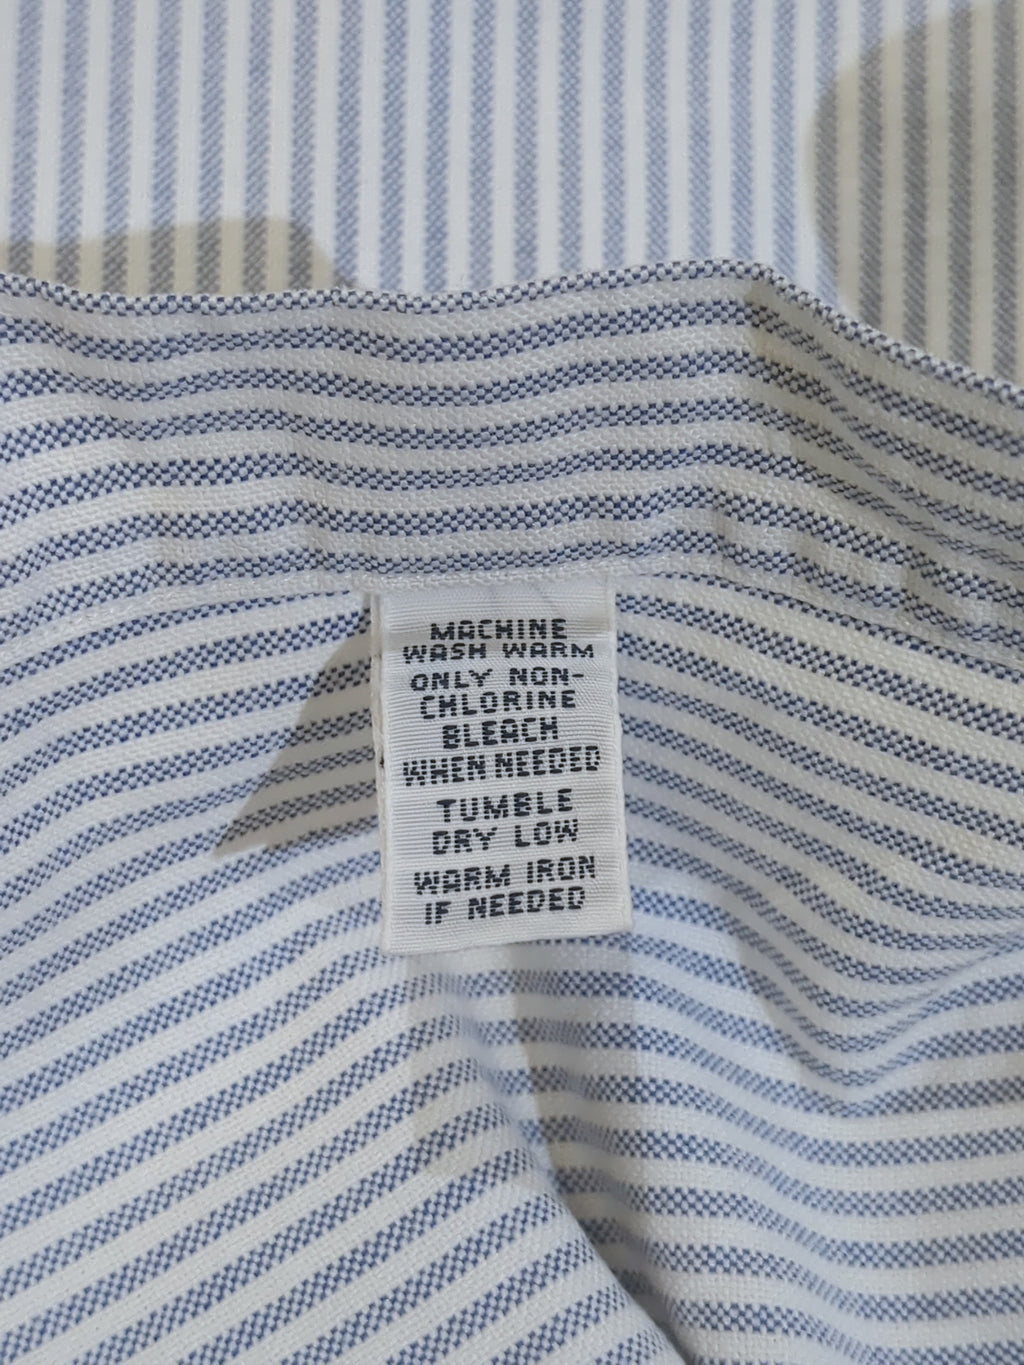 MACHINE
WASH WARM
ONLY NON-
CHLORINE
BLEACH
WHEN NEEDED
TUMBLE
DRY LOW
WARM IRON
IF NEEDED